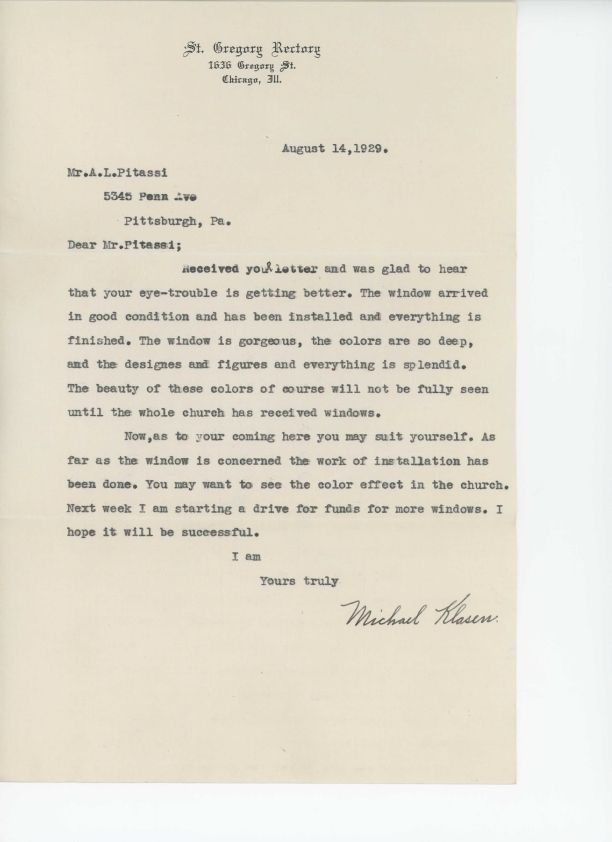 St. Gregory Rectory
1636 Gregory St.
Chicago, Ill.
August 14,1929.
Mr.A.L.Pitassi
5345 Penn Ave
Pittsburgh, Pa.
Dear Mr.Pitassi;
Received your letter and was glad to hear
that your eye-trouble is getting better. The window arrived
in good condition and has been installed and everything is
finished. The window is gorgeous, the colors are so deep,
and the designes and figures and everything is splendid.
The beauty of these colors of course will not be fully seen
until the whole church has received windows.
Now,as to your coming here you may suit yourself. As
far as the window is concerned the work of installation has
been done. You may want to see the color effect in the church.
Next week I am starting a drive for funds for more windows. I
hope it will be successful.
I am
Yours truly
Michael Klasen.